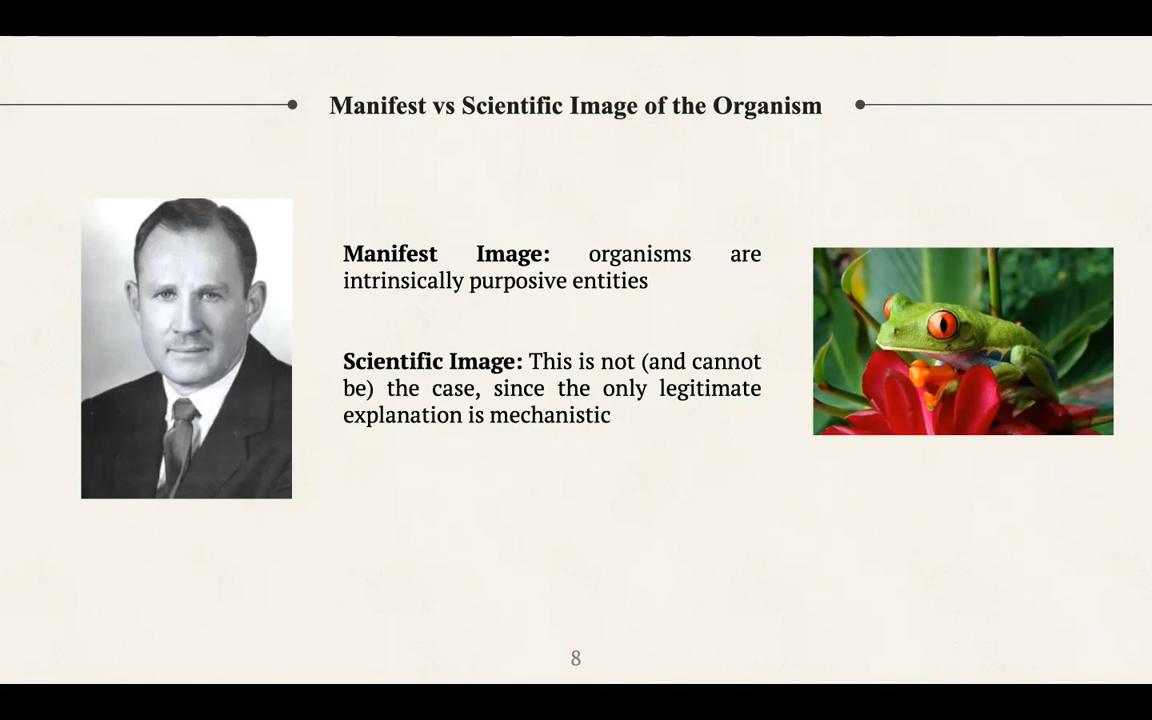 Manifest vs Scientific Image of the Organism
Manifest Image: organisms are
intrinsically purposive entities
Scientific Image: This is not (and cannot
be) the case, since the only legitimate
explanation is mechanistic
8